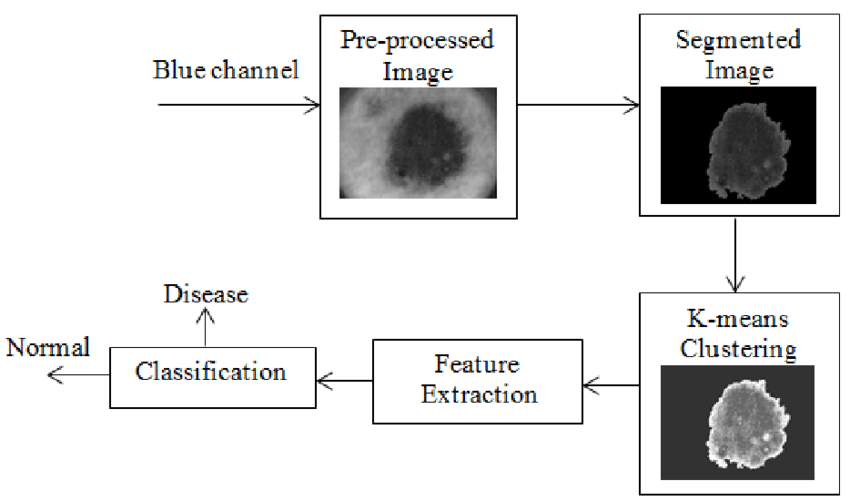 Blue channel
Pre-processed
Image
Segmented
Image
K-means
Clustering
Feature
Extraction
Classification
Disease
Normal